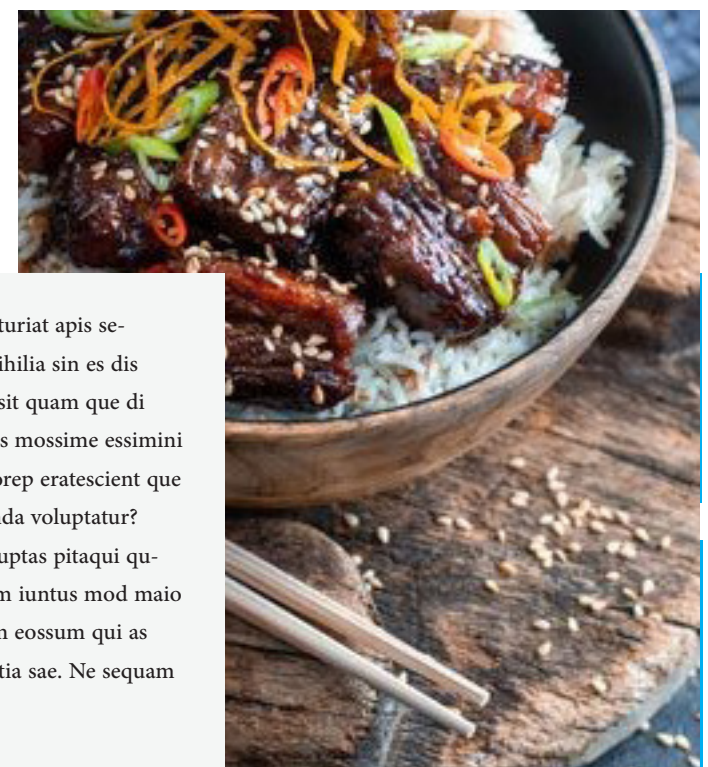 turiat apis se-
ihilia sin es dis
sit quam que di
s mossime essimini
orep eratescient que
da voluptatur?
uptas pitaqui qu-
m iuntus mod maio
n eossum qui as
tia sae. Ne sequam